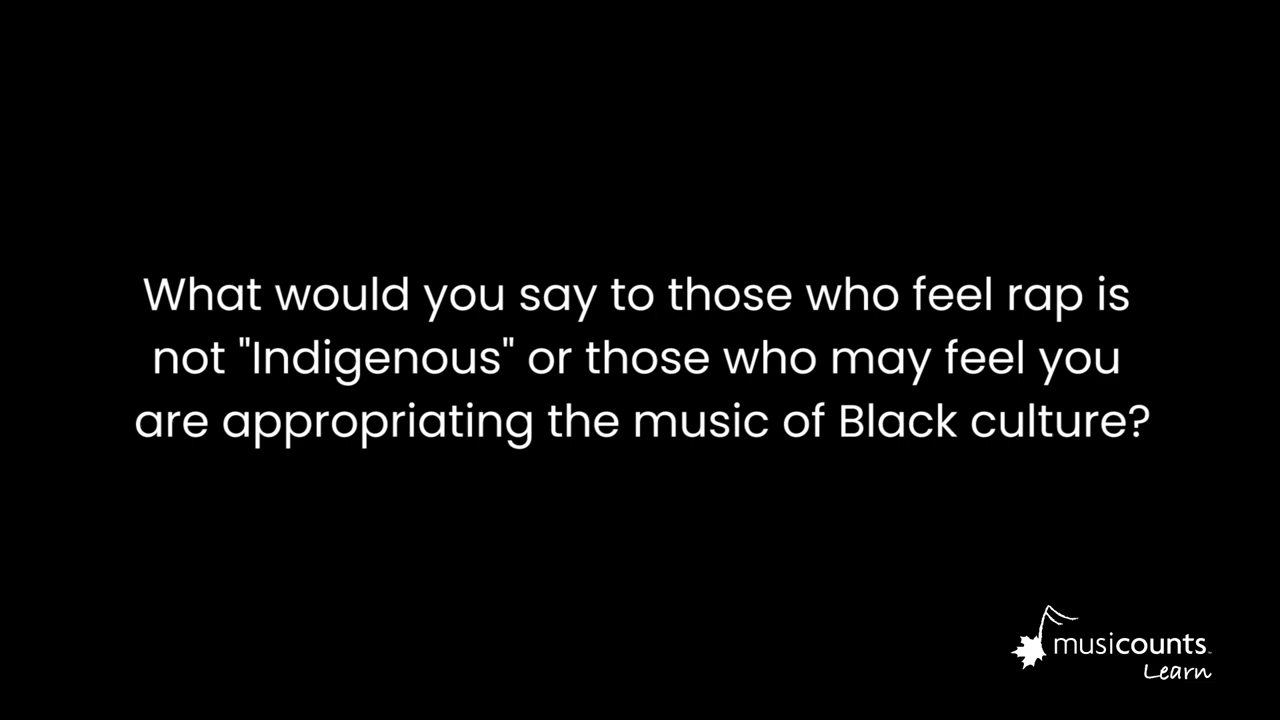 What would you say to those who feel rap is
not "Indigenous" or those who may feel you
are appropriating the music of Black culture?
musicounts
Learn